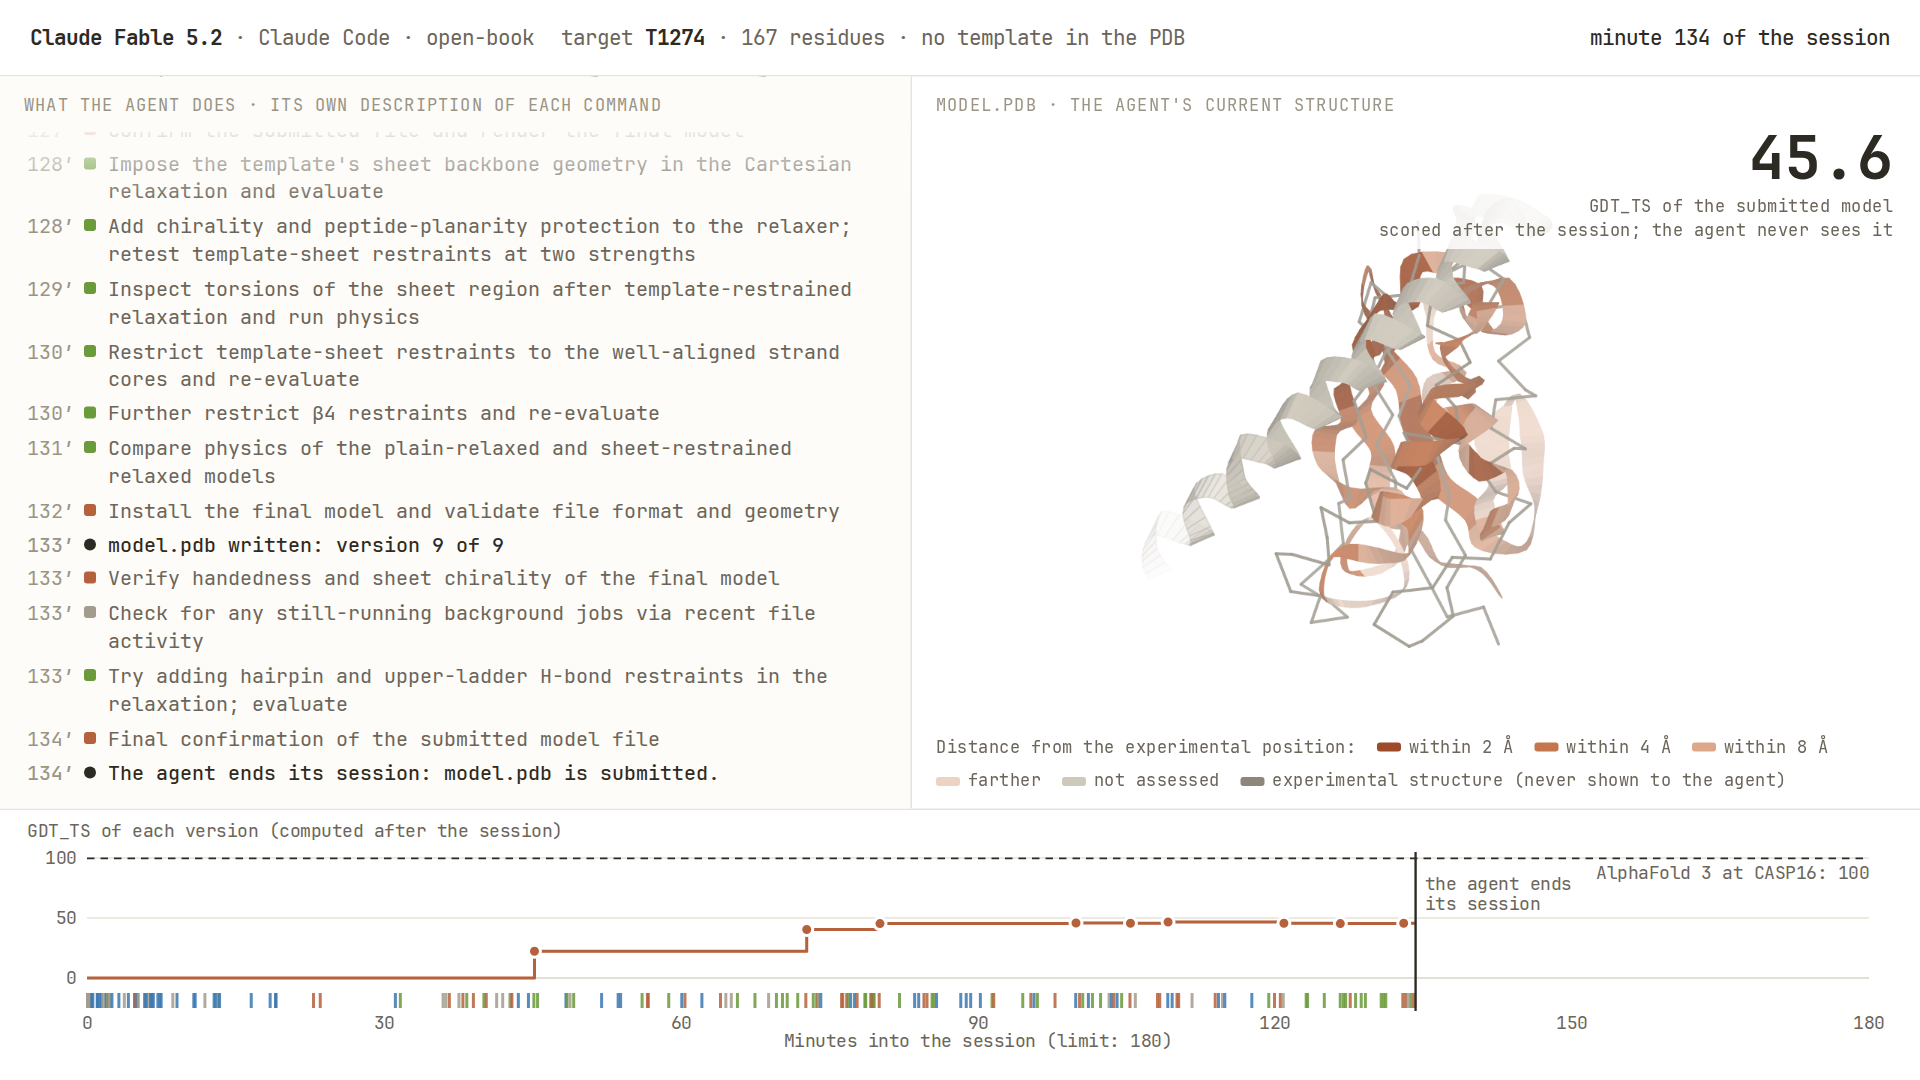 Claude Fable 5.2 · Claude Code · open-book target T1274 · 167 residues · no template in the PDB
minute 134 of the session
WHAT THE AGENT DOES · ITS OWN DESCRIPTION OF EACH COMMAND
127′ Confirm the submitted file and render the final model
128′ Impose the template's sheet backbone geometry in the Cartesian
relaxation and evaluate
128′ Add chirality and peptide-planarity protection to the relaxer;
retest template-sheet restraints at two strengths
129′ Inspect torsions of the sheet region after template-restrained
relaxation and run physics
130′ Restrict template-sheet restraints to the well-aligned strand
cores and re-evaluate
130′ Further restrict β4 restraints and re-evaluate
131′ Compare physics of the plain-relaxed and sheet-restrained
relaxed models
132′ Install the final model and validate file format and geometry
133′ model.pdb written: version 9 of 9
133′ Verify handedness and sheet chirality of the final model
133′ Check for any still-running background jobs via recent file
activity
133′ Try adding hairpin and upper-ladder H-bond restraints in the
relaxation; evaluate
134′ Final confirmation of the submitted model file
134′ The agent ends its session: model.pdb is submitted.
MODEL.PDB · THE AGENT'S CURRENT STRUCTURE
45.6
GDT_TS of the submitted model
scored after the session; the agent never sees it
Distance from the experimental position: within 2 Å within 4 Å within 8 Å
farther not assessed experimental structure (never shown to the agent)
GDT_TS of each version (computed after the session)
100
AlphaFold 3 at CASP16: 100
the agent ends
its session
50
0
0 30 60 90 120 150 180
Minutes into the session (limit: 180)